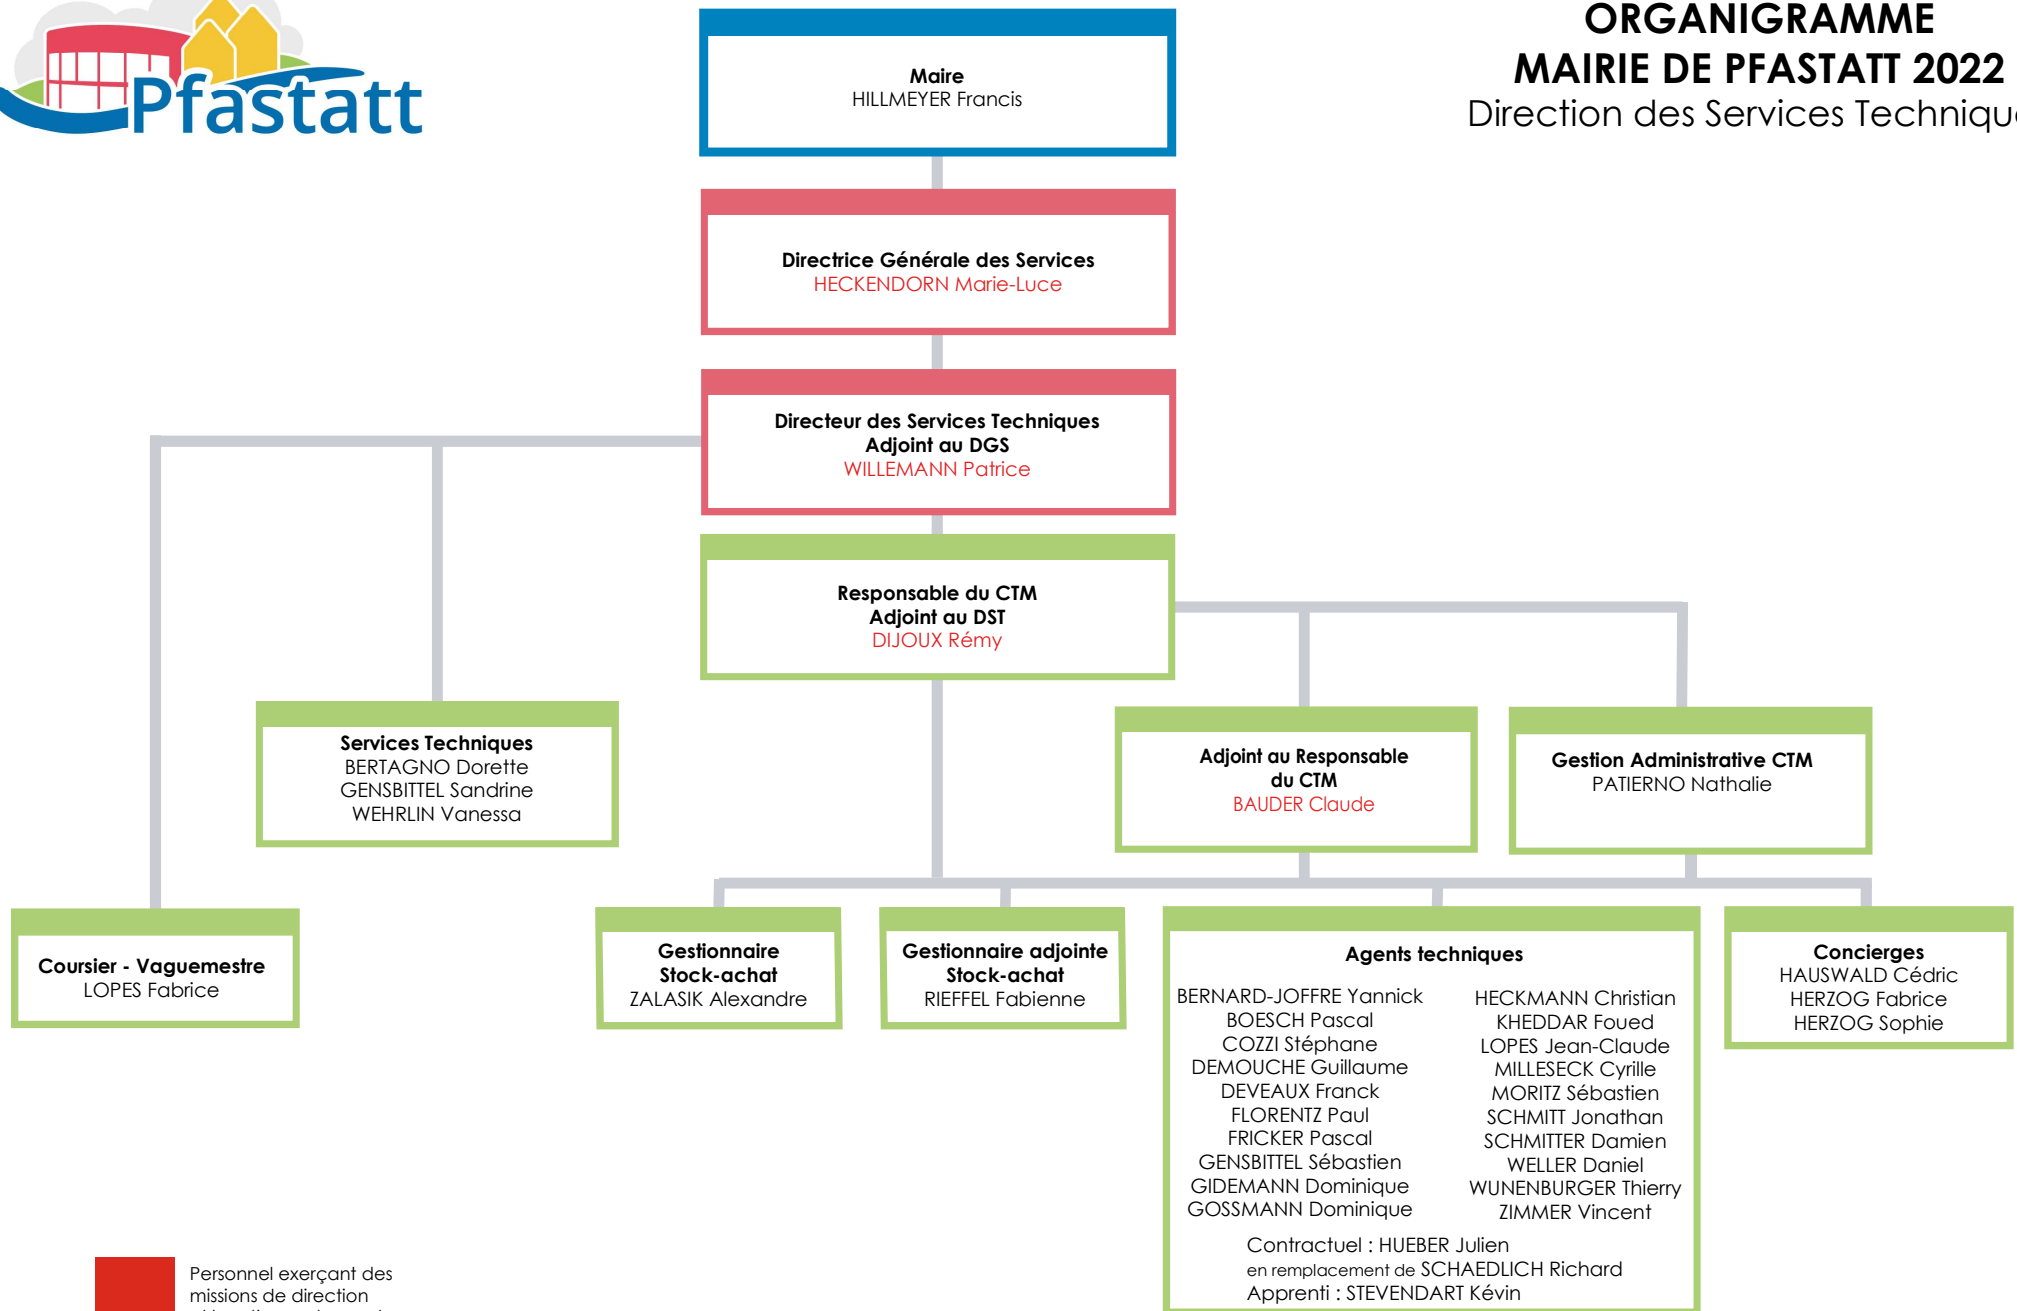 Pfastatt
ORGANIGRAMME
MAIRIE DE PFASTATT 2022
Direction des Services
Maire
HILLMEYER Francis
Directrice Générale des Services
HECKENDORN Marie-Luce
Directeur des Services Techniques
Adjoint au DGS
WILLEMANN Patrice
Responsable du CTM
Adjoint au DST
DIJOUX Rémy
Services Techniques
BERTAGNO Dorette
GENSBITTEL Sandrine
WEHRLIN Vanessa
Adjoint au Responsable
du CTM
BAUDER Claude
Gestion Administrative CTM
PATIERNO Nathalie
Coursier - Vaguemestre
LOPES Fabrice
Gestionnaire
Stock-achat
ZALASIK Alexandre
Gestionnaire adjointe
Stock-achat
RIEFFEL Fabienne
Agents techniques
BERNARD-JOFFRE Yannick
BOESCH Pascal
COZZI Stéphane
DEMOUCHE Guillaume
DEVEAUX Franck
FLORENTZ Paul
FRICKER Pascal
GENSBITTEL Sébastien
GIDEMANN Dominique
GOSSMANN Dominique
HECKMANN Christian
KHEDDAR Foued
LOPES Jean-Claude
MILLESECK Cyrille
MORITZ Sébastien
SCHMITT Jonathan
SCHMITTER Damien
WELLER Daniel
WUNENBURGER Thierry
ZIMMER Vincent
Contractuel : HUEBER Julien
en remplacement de SCHAEDLICH Richard
Apprenti : STEVENDART Kévin
Concierges
HAUSWALD Cédric
HERZOG Fabrice
HERZOG Sophie
Personnel exerçant des
missions de direction